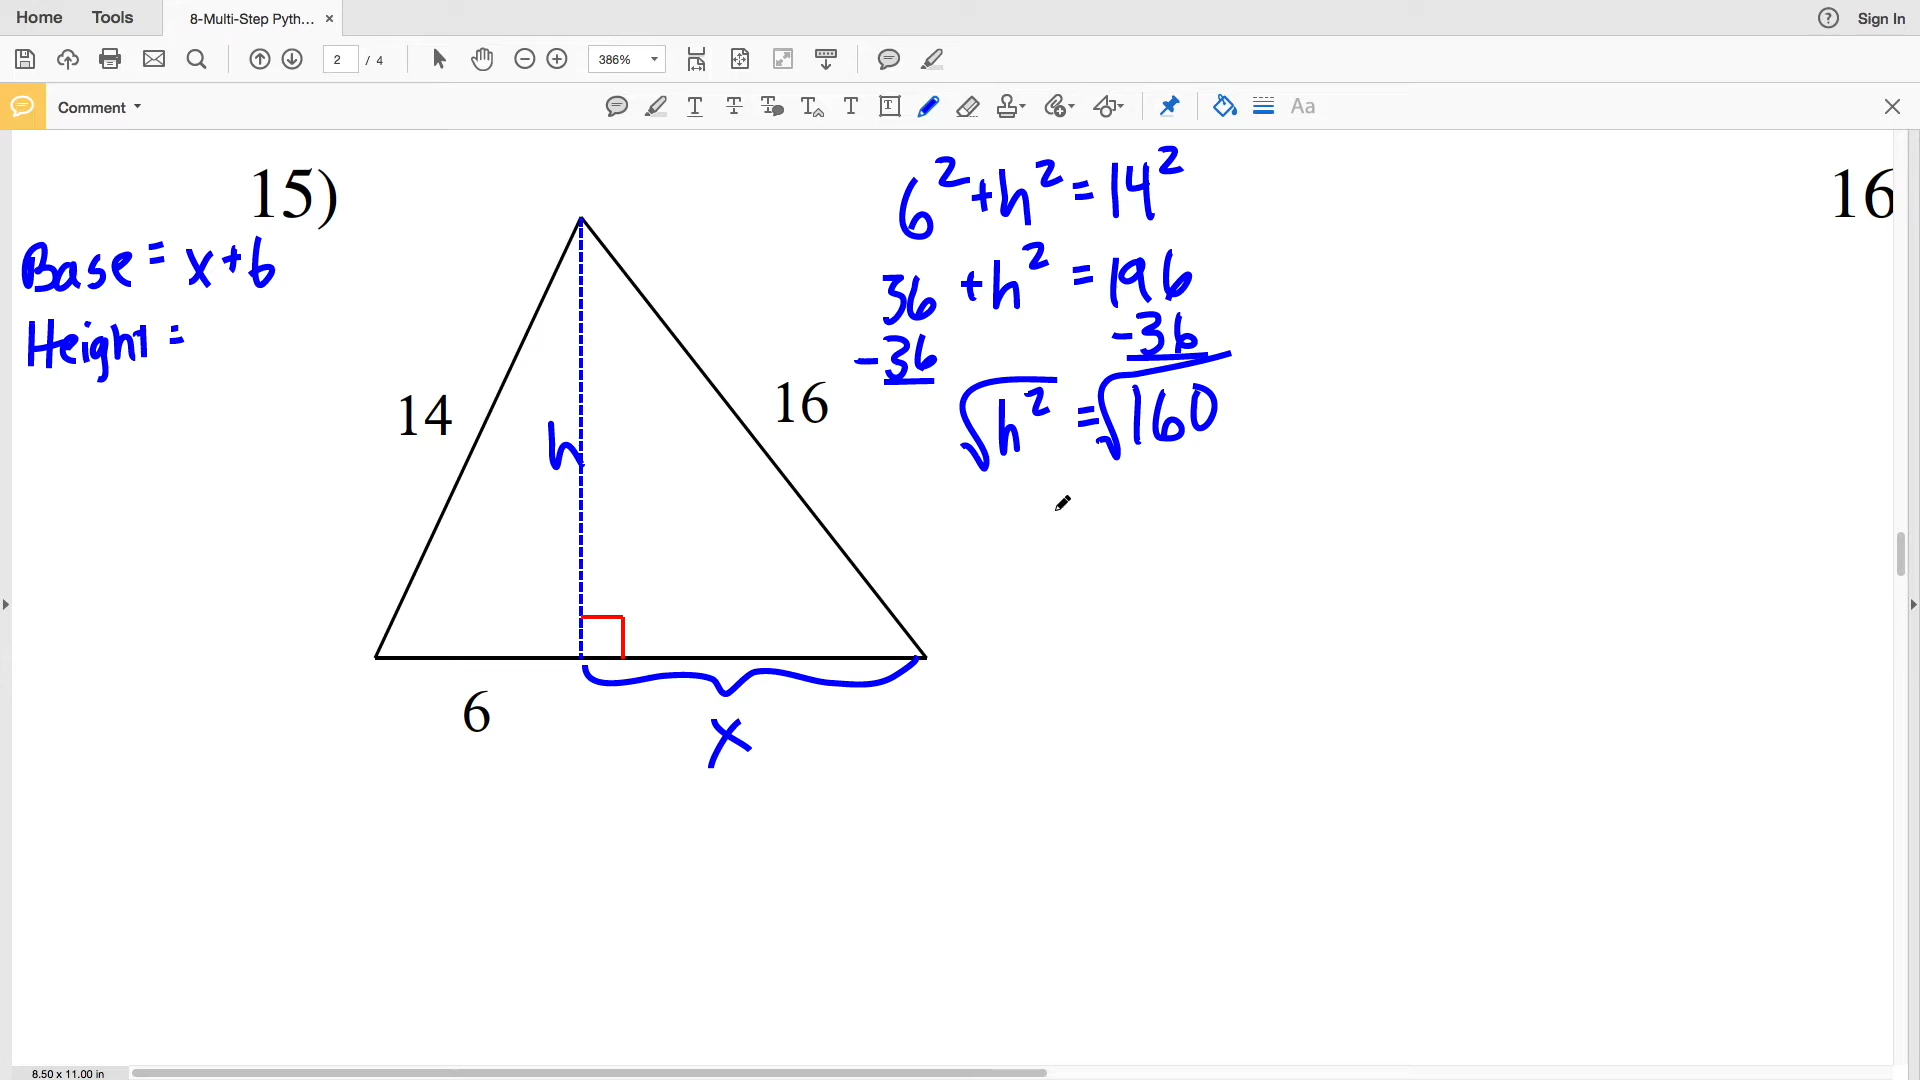 Home Tools 8-Multi-Step Pyth... × ? Sign In
2 / 4 386%
Comment Aa
15)
16
Base = x+6
Height =
14
h
16
6
x
6² + h² = 14²
36 + h² = 196
-36 -36
√h² = √160
8.50 x 11.00 in